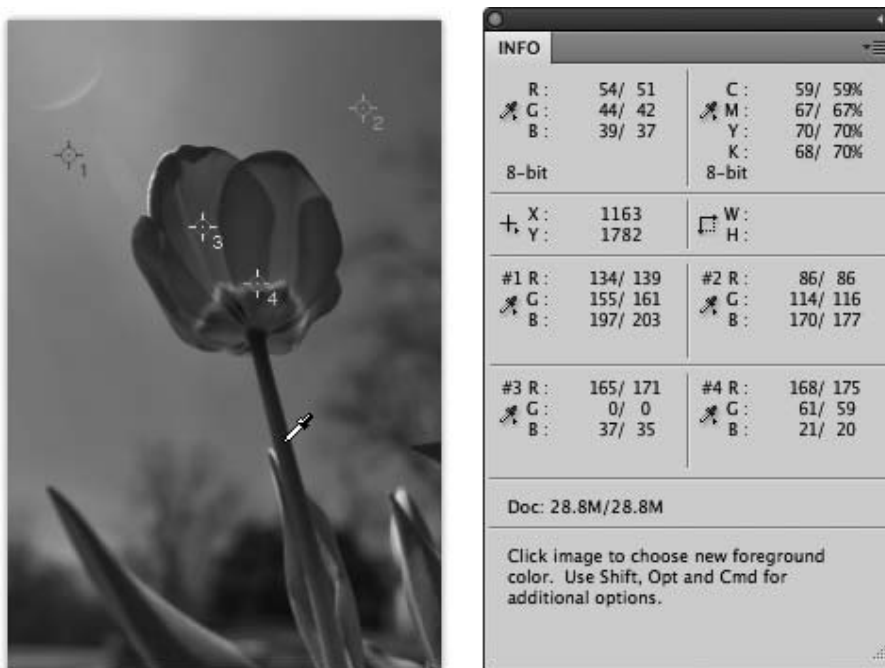 1
2
3
4
INFO
R : 54/ 51
G : 44/ 42
B : 39/ 37
8-bit
C : 59/ 59%
M : 67/ 67%
Y : 70/ 70%
K : 68/ 70%
8-bit
X : 1163
Y : 1782
W :
H :
#1 R : 134/ 139
G : 155/ 161
B : 197/ 203
#2 R : 86/ 86
G : 114/ 116
B : 170/ 177
#3 R : 165/ 171
G : 0/ 0
B : 37/ 35
#4 R : 168/ 175
G : 61/ 59
B : 21/ 20
Doc: 28.8M/28.8M
Click image to choose new foreground
color. Use Shift, Opt and Cmd for
additional options.